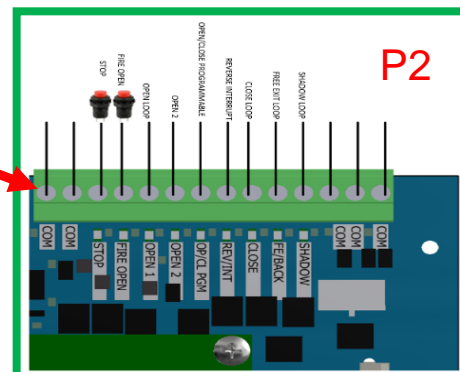 P2
STOP
FIRE OPEN
OPEN LOOP
OPEN 2
OPEN/CLOSE PROGRAMMABLE
REVERSE INTERRUPT
CLOSE LOOP
FREE EXIT LOOP
SHADOW LOOP
COM
COM
STOP
FIRE OPEN
OPEN 1
OPEN 2
OP/CL PGM
REV/INT
CLOSE
FE/BACK
SHADOW
COM
COM
COM